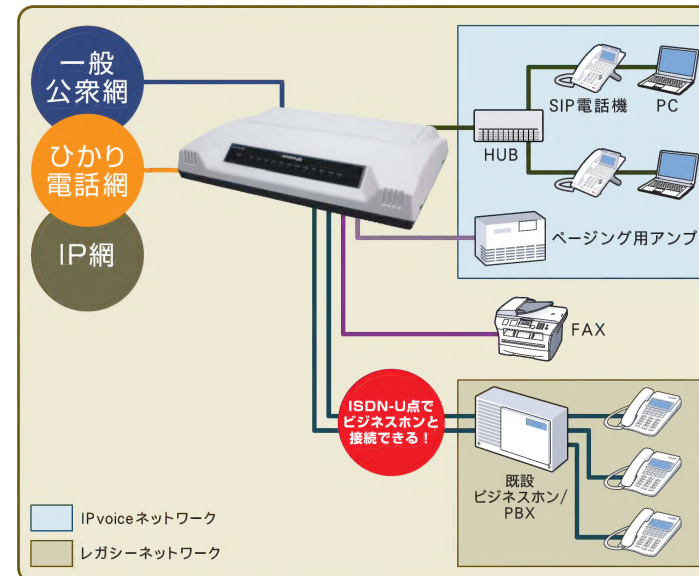 一般
公衆網
ひかり
電話網
IP網
SIP電話機
PC
HUB
ページング用アンプ
FAX
ISDN-U点で
ビジネスホンと
接続できる！
既設
ビジネスホン/
PBX
IPvoiceネットワーク
レガシーネットワーク